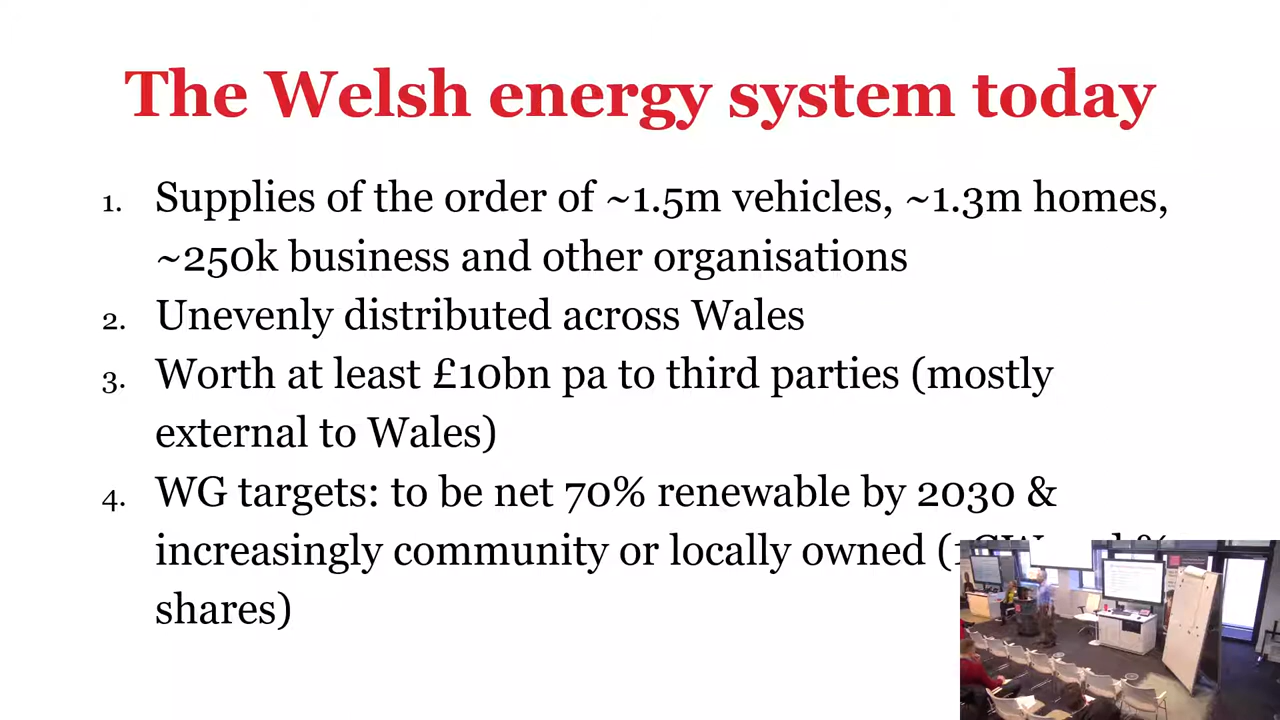 The Welsh energy system today
1. Supplies of the order of ~1.5m vehicles, ~1.3m homes,
~250k business and other organisations
2. Unevenly distributed across Wales
3. Worth at least £10bn pa to third parties (mostly
external to Wales)
4. WG targets: to be net 70% renewable by 2030 &
increasingly community or locally owned (1GW
shares)